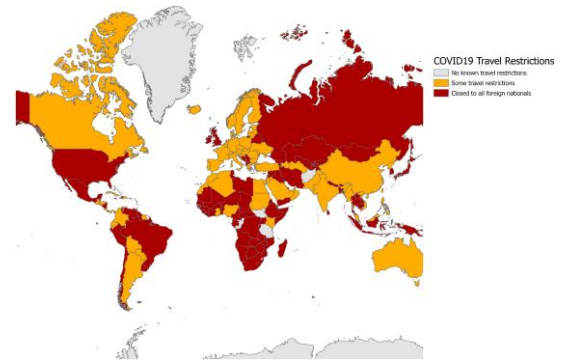 COVID19 Travel Restrictions
No known travel restrictions
Some travel restrictions
Closed to all foreign nationals